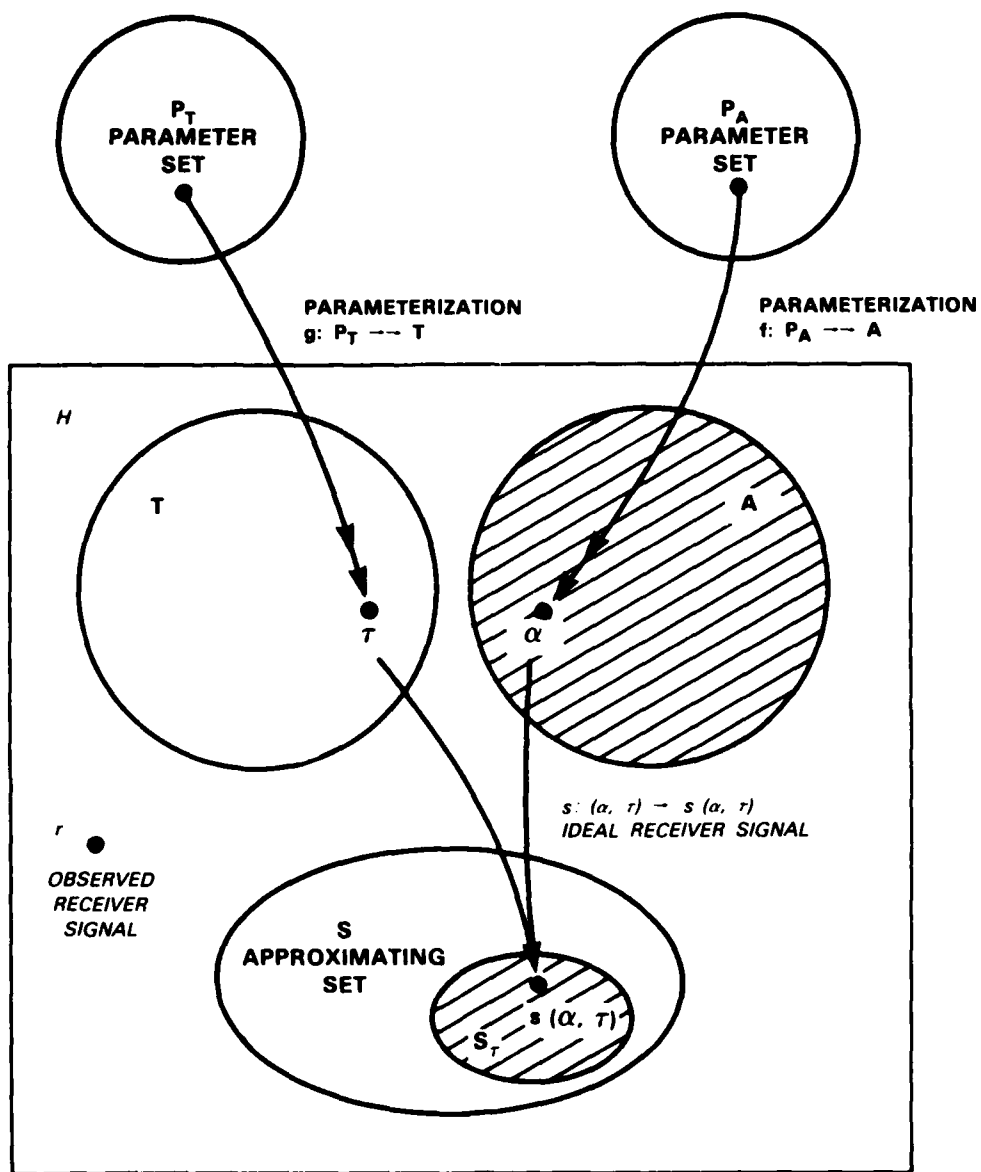 P_T
PARAMETER
SET
P_A
PARAMETER
SET
PARAMETERIZATION
g: P_T →→ T
PARAMETERIZATION
f: P_A →→ A
H
T
A
τ
α
s: (α, τ) → s (α, τ)
IDEAL RECEIVER SIGNAL
r
OBSERVED
RECEIVER
SIGNAL
S
APPROXIMATING
SET
s (α, τ)
S_τ